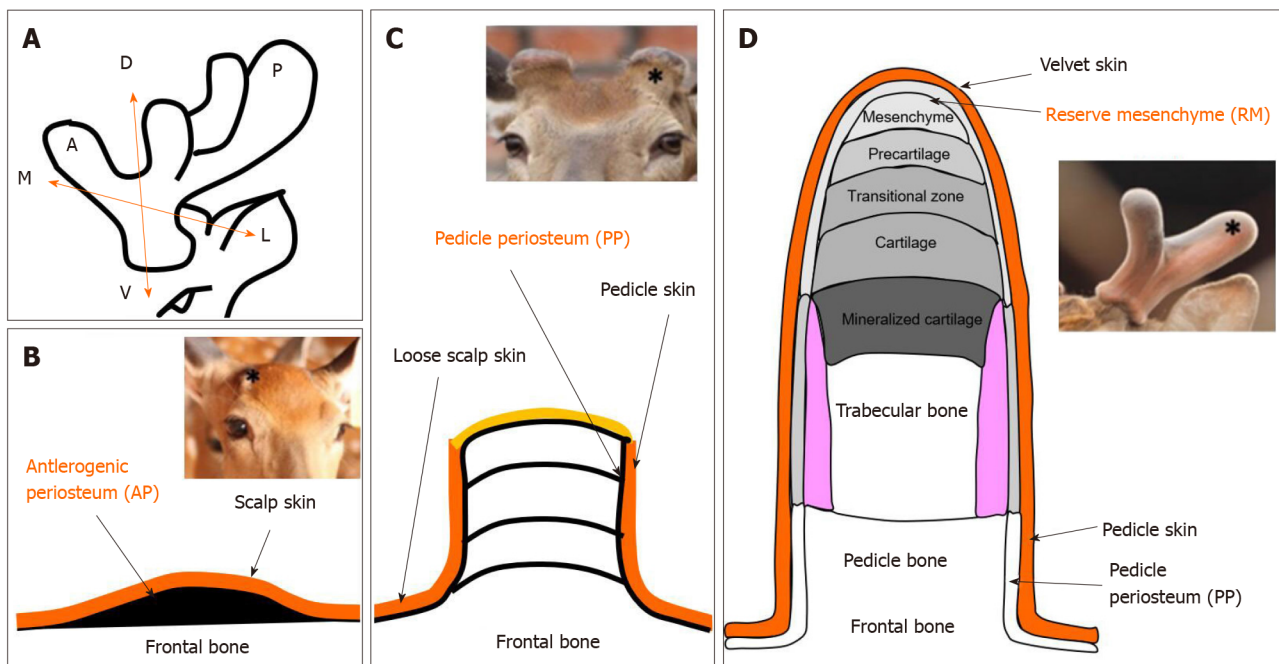 A
D
P
A
M
L
V
B
Antlerogenic
periosteum (AP)
Scalp skin
Frontal bone
C
*
*
Pedicle periosteum (PP)
Pedicle skin
Loose scalp skin
Frontal bone
D
Velvet skin
Reserve mesenchyme (RM)
Mesenchyme
Precartilage
Transitional zone
*
Cartilage
Mineralized cartilage
Trabecular bone
Pedicle skin
Pedicle bone
Pedicle
periosteum (PP)
Frontal bone